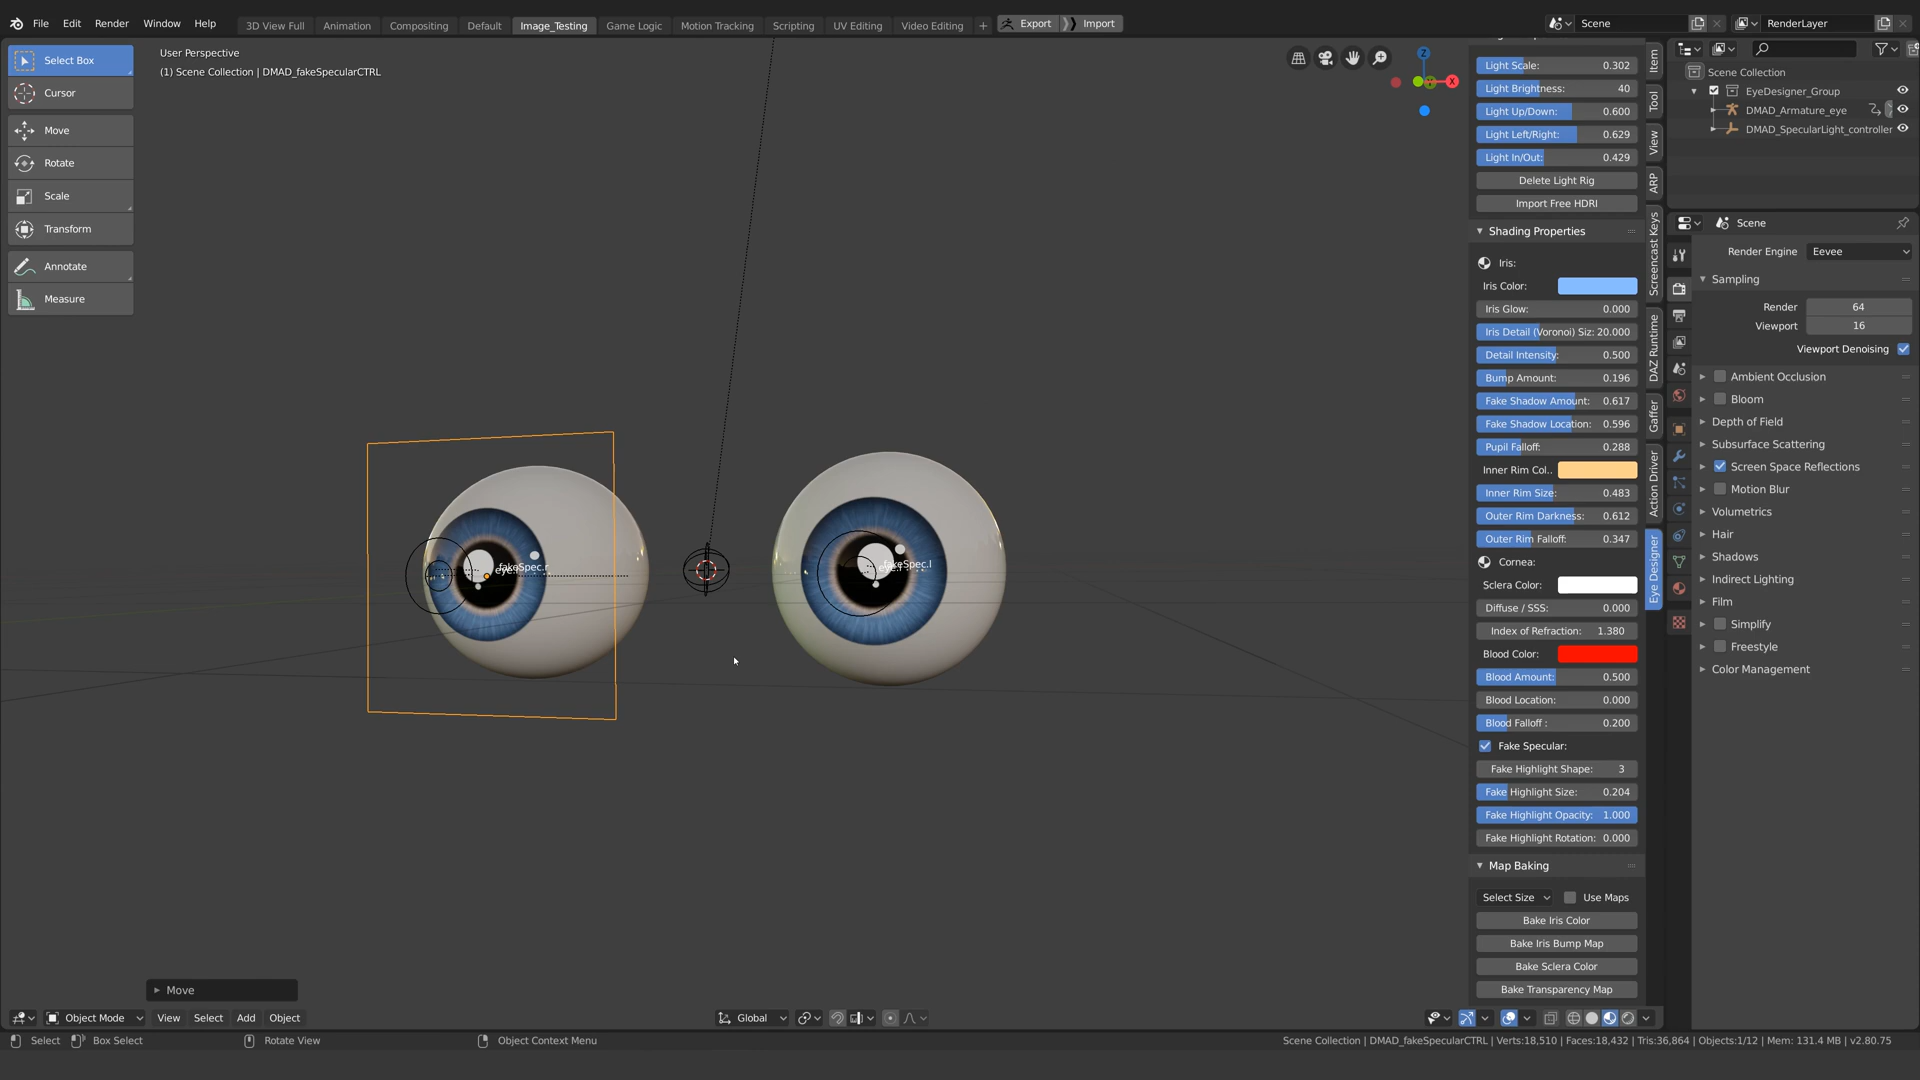 File Edit Render Window Help
3D View Full Animation Compositing Default Image_Testing Game Logic Motion Tracking Scripting UV Editing Video Editing + Export Import
Scene RenderLayer
Select Box
Cursor
Move
Rotate
Scale
Transform
Annotate
Measure
User Perspective
(1) Scene Collection | DMAD_fakeSpecularCTRL
Z
X
eye.r
fakeSpec.r
fakeSpec.l
Light Scale: 0.302
Light Brightness: 40
Light Up/Down: 0.600
Light Left/Right: 0.629
Light In/Out: 0.429
Delete Light Rig
Import Free HDRI
Shading Properties
Iris:
Iris Color:
Iris Glow: 0.000
Iris Detail (Voronoi) Siz: 20.000
Detail Intensity: 0.500
Bump Amount: 0.196
Fake Shadow Amount: 0.617
Fake Shadow Location: 0.596
Pupil Falloff: 0.288
Inner Rim Col..
Inner Rim Size: 0.483
Outer Rim Darkness: 0.612
Outer Rim Falloff: 0.347
Cornea:
Sclera Color:
Diffuse / SSS: 0.000
Index of Refraction: 1.380
Blood Color:
Blood Amount: 0.500
Blood Location: 0.000
Blood Falloff : 0.200
Fake Specular:
Fake Highlight Shape: 3
Fake Highlight Size: 0.204
Fake Highlight Opacity: 1.000
Fake Highlight Rotation: 0.000
Map Baking
Select Size Use Maps
Bake Iris Color
Bake Iris Bump Map
Bake Sclera Color
Bake Transparency Map
Item
Tool
View
ARP
Screencast Keys
DAZ Runtime
Gaffer
Action Driver
Eye Designer
Scene Collection
EyeDesigner_Group
DMAD_Armature_eye
DMAD_SpecularLight_controller
Scene
Render Engine Eevee
Sampling
Render 64
Viewport 16
Viewport Denoising
Ambient Occlusion
Bloom
Depth of Field
Subsurface Scattering
Screen Space Reflections
Motion Blur
Volumetrics
Hair
Shadows
Indirect Lighting
Film
Simplify
Freestyle
Color Management
Move
Object Mode View Select Add Object Global
Select Box Select Rotate View Object Context Menu
Scene Collection | DMAD_fakeSpecularCTRL | Verts:18,510 | Faces:18,432 | Tris:36,864 | Objects:1/12 | Mem: 131.4 MB | v2.80.75